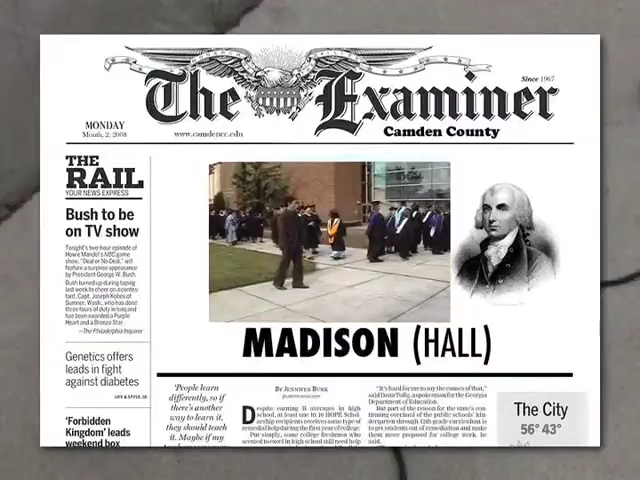 The Examiner
Since 1967
Camden County
MONDAY
2, 2008
www.camdencc.edu
THE
RAIL
YOUR NEWS EXPRESS
Bush to be
on TV show
Tonight's two-hour episode of
Howie Mandel's NBC game
show, "Deal or No Deal," will
feature a surprise appearance
by President George W. Bush.
Bush turned up during taping
last week to cheer on a contes-
tant, Capt. Joseph Kobes of
Sumner, Wash., who has done
three tours of duty in Iraq and
has been awarded a Purple
Heart and a Bronze Star.
—The Philadelphia Inquirer
Genetics offers
leads in fight
against diabetes
LIFE & STYLE,
'Forbidden
Kingdom' leads
weekend box
MADISON (HALL)
'People learn
differently, so if
there's another
way to learn it,
they should teach
it. Maybe if my
BY JENNIFER BURK
Despite earning B averages in high
school, at least one in 10 HOPE Schol-
arship recipients receives some type of
remedial help during the first year of college.
Put simply, some college freshmen who
seemed to excel in high school still need help
"It's hard for me to say the causes of that,"
said Dana Tofig, a spokesman for the Georgia
Department of Education.
But part of the reason for the state's con-
tinuing overhaul of the public schools' kin-
dergarten through 12th grade curriculum is
to get students out of remediation and make
them more prepared for college work, he
said.
The City
56° 43°